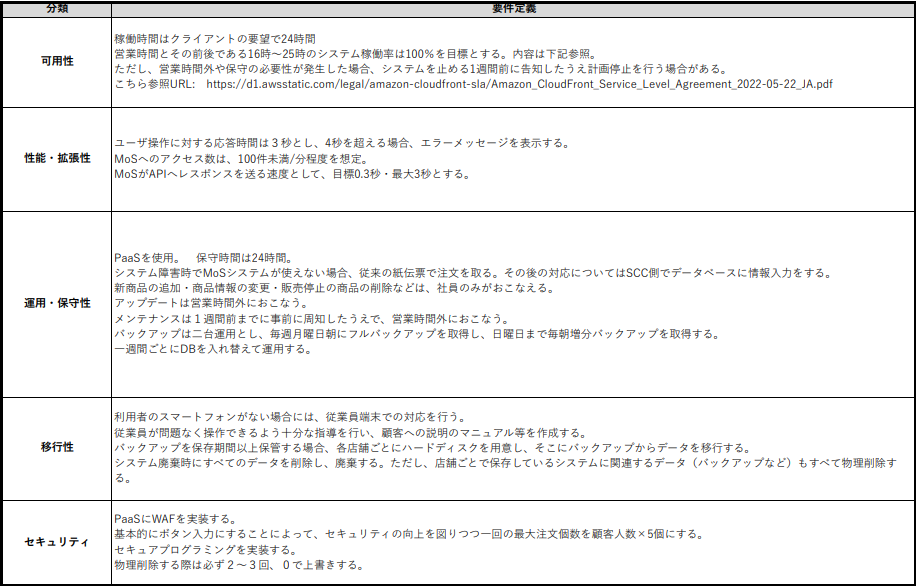 分類
要件定義
可用性
稼働時間はクライアントの要望で24時間
営業時間とその前後である16時～25時のシステム稼働率は100％を目標とする。内容は下記参照。
ただし、営業時間外や保守の必要性が発生した場合、システムを止める1週間前に告知したうえ計画停止を行う場合がある。
こちら参照URL:　https://d1.awsstatic.com/legal/amazon-cloudfront-sla/Amazon_CloudFront_Service_Level_Agreement_2022-05-22_JA.pdf
性能・拡張性
ユーザ操作に対する応答時間は３秒とし、4秒を超える場合、エラーメッセージを表示する。
MoSへのアクセス数は、100件未満/分程度を想定。
MoSがAPIへレスポンスを送る速度として、目標0.3秒・最大3秒とする。
運用・保守性
PaaSを使用。　保守時間は24時間。
システム障害時でMoSシステムが使えない場合、従来の紙伝票で注文を取る。その後の対応についてはSCC側でデータベースに情報入力をする。
新商品の追加・商品情報の変更・販売停止の商品の削除などは、社員のみがおこなえる。
アップデートは営業時間外におこなう。
メンテナンスは１週間前までに事前に周知したうえで、営業時間外におこなう。
バックアップは二台運用とし、毎週月曜日朝にフルバックアップを取得し、日曜日まで毎朝増分バックアップを取得する。
一週間ごとにDBを入れ替えて運用する。
移行性
利用者のスマートフォンがない場合には、従業員端末での対応を行う。
従業員が問題なく操作できるよう十分な指導を行い、顧客への説明のマニュアル等を作成する。
バックアップを保存期間以上保管する場合、各店舗ごとにハードディスクを用意し、そこにバックアップからデータを移行する。
システム廃棄時にすべてのデータを削除し、廃棄する。ただし、店舗ごとで保存しているシステムに関連するデータ（バックアップなど）もすべて物理削除す
る。
セキュリティ
PaaSにWAFを実装する。
基本的にボタン入力にすることによって、セキュリティの向上を図りつつ一回の最大注文個数を顧客人数×5個にする。
セキュアプログラミングを実装する。
物理削除する際は必ず２～３回、０で上書きする。